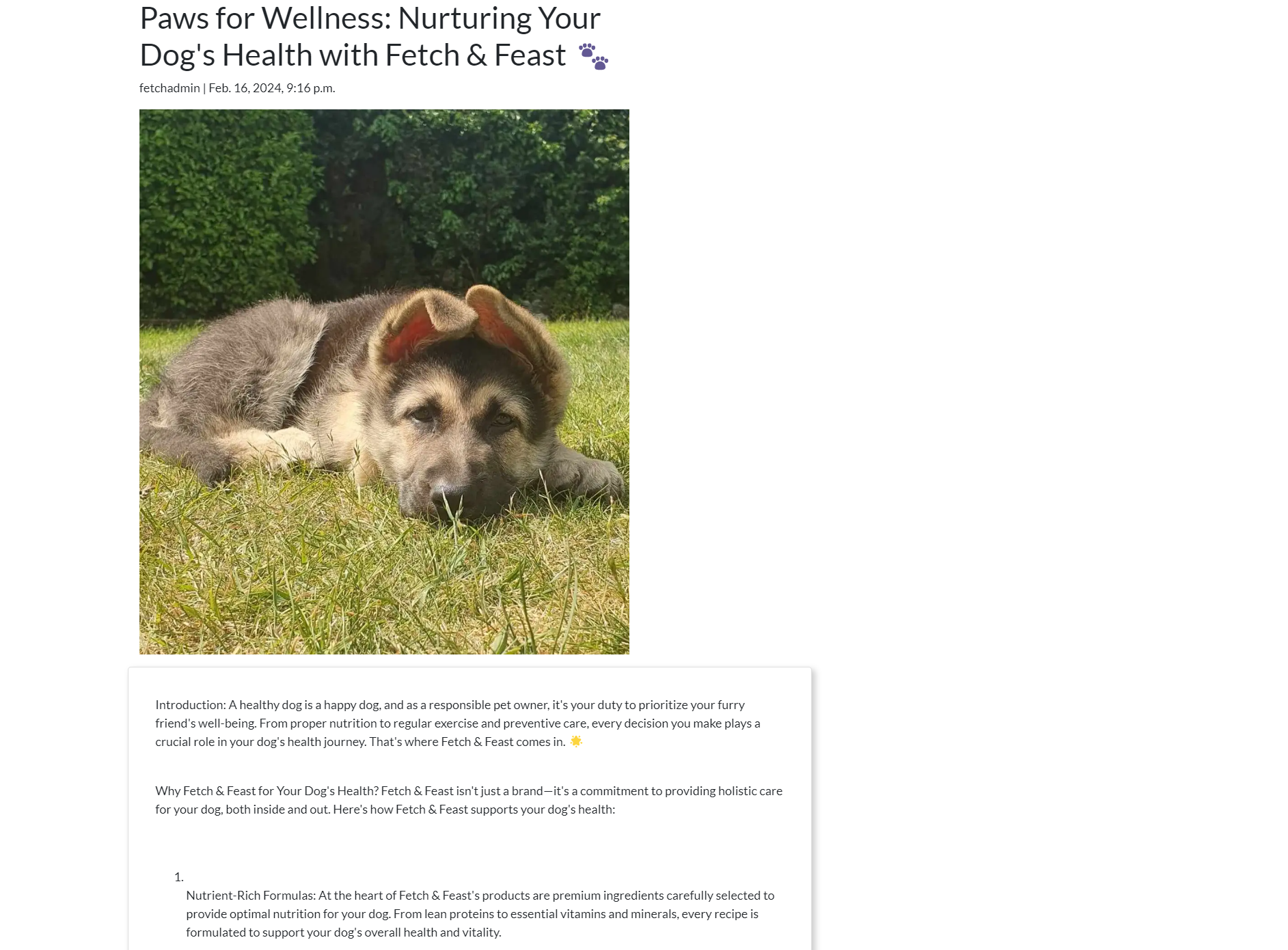 Paws for Wellness: Nurturing Your
Dog's Health with Fetch & Feast 🐾
fetchadmin | Feb. 16, 2024, 9:16 p.m.
Introduction: A healthy dog is a happy dog, and as a responsible pet owner, it's your duty to prioritize your furry
friend's well-being. From proper nutrition to regular exercise and preventive care, every decision you make plays a
crucial role in your dog's health journey. That's where Fetch & Feast comes in. 🌟
Why Fetch & Feast for Your Dog's Health? Fetch & Feast isn't just a brand—it's a commitment to providing holistic care
for your dog, both inside and out. Here's how Fetch & Feast supports your dog's health:
1.
Nutrient-Rich Formulas: At the heart of Fetch & Feast's products are premium ingredients carefully selected to
provide optimal nutrition for your dog. From lean proteins to essential vitamins and minerals, every recipe is
formulated to support your dog's overall health and vitality.